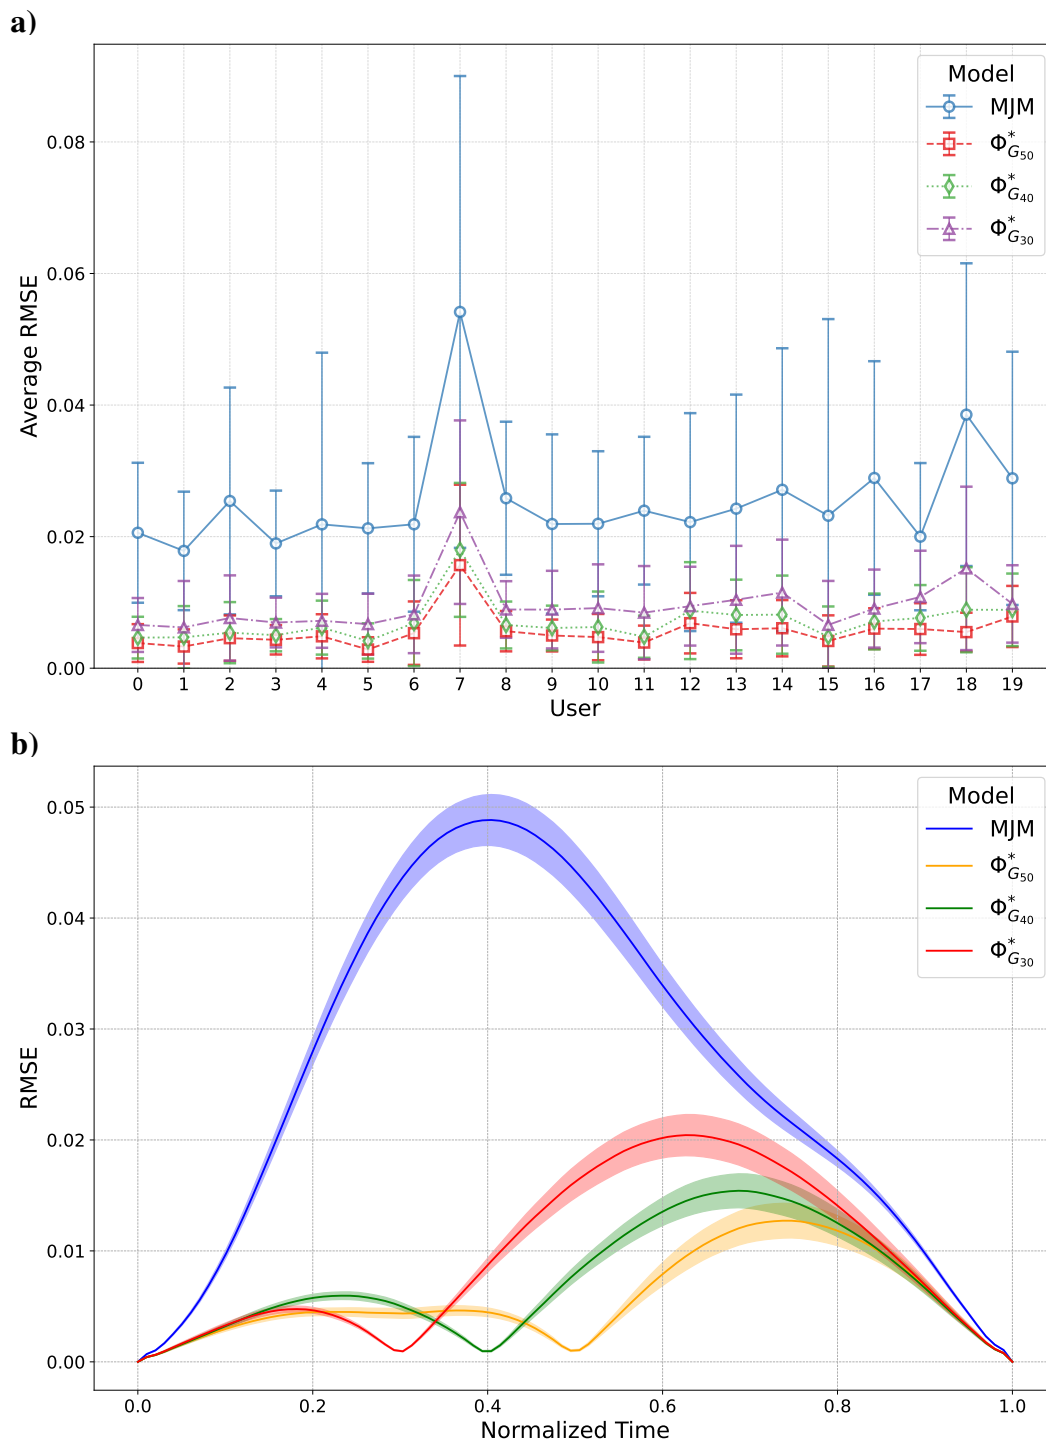 a)
Model
MJM
Φ*G50
Φ*G40
Φ*G30
Average RMSE
0.08
0.06
0.04
0.02
0.00
0 1 2 3 4 5 6 7 8 9 10 11 12 13 14 15 16 17 18 19
User
b)
Model
MJM
Φ*G50
Φ*G40
Φ*G30
RMSE
0.05
0.04
0.03
0.02
0.01
0.00
0.0 0.2 0.4 0.6 0.8 1.0
Normalized Time